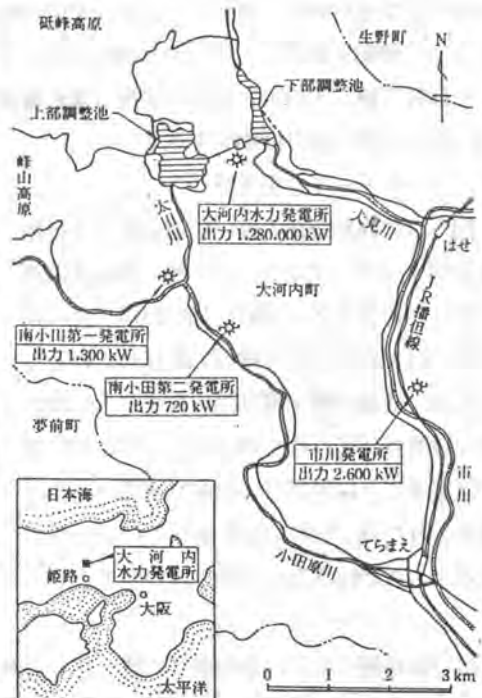 砥峰高原
生野町
N
下部調整池
上部調整池
峰山高原
太田川
大河内水力発電所
出力 1,280,000 kW
犬見川
はせ
大河内町
JR播但線
南小田第一発電所
出力 1,300 kW
南小田第二発電所
出力 720 kW
夢前町
市川発電所
出力 2,600 kW
市川
日本海
大河内
水力発電所
姫路
大阪
太平洋
てらまえ
小田原川
0 1 2 3 km